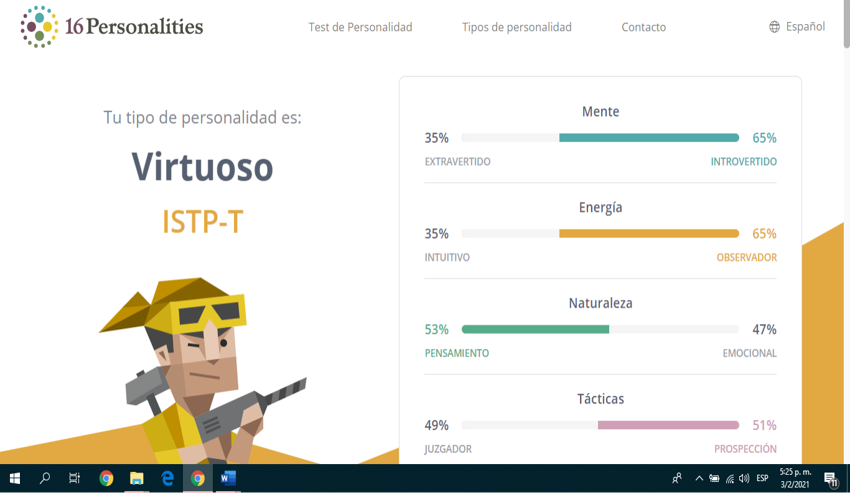 16Personalities
Test de Personalidad
Tipos de personalidad
Contacto
Español
Tu tipo de personalidad es:
Virtuoso
ISTP-T
Mente
35% 65%
EXTRAVERTIDO INTROVERTIDO
Energía
35% 65%
INTUITIVO OBSERVADOR
Naturaleza
53% 47%
PENSAMIENTO EMOCIONAL
Tácticas
49% 51%
JUZGADOR PROSPECCIÓN
ESP
5:25 p. m.
3/2/2021
11